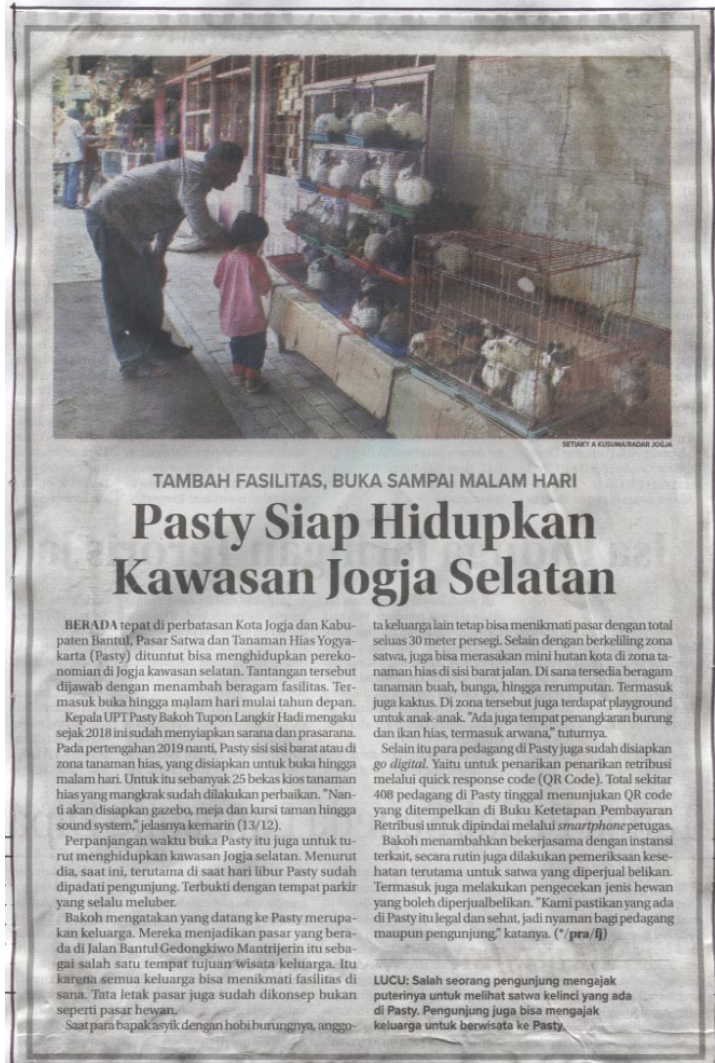 SETIAKY A KUSUMA/RADAR JOGJA
TAMBAH FASILITAS, BUKA SAMPAI MALAM HARI
Pasty Siap Hidupkan
Kawasan Jogja Selatan
BERADA tepat di perbatasan Kota Jogja dan Kabu-
paten Bantul, Pasar Satwa dan Tanaman Hias Yogya-
karta (Pasty) dituntut bisa menghidupkan pereko-
nomian di Jogja kawasan selatan. Tantangan tersebut
dijawab dengan menambah beragam fasilitas. Ter-
masuk buka hingga malam hari mulai tahun depan.
Kepala UPT Pasty Bakoh Tupon Langkir Hadi mengaku
sejak 2018 ini sudah menyiapkan sarana dan prasarana.
Pada pertengahan 2019 nanti, Pasty sisi sisi barat atau di
zona tanaman hias, yang disiapkan untuk buka hingga
malam hari. Untuk itu sebanyak 25 bekas kios tanaman
hias yang mangkrak sudah dilakukan perbaikan. "Nan-
ti akan disiapkan gazebo, meja dan kursi taman hingga
sound system," jelasnya kemarin (13/12).
Perpanjangan waktu buka Pasty itu juga untuk tu-
rut menghidupkan kawasan Jogja selatan. Menurut
dia, saat ini, terutama di saat hari libur Pasty sudah
dipadati pengunjung. Terbukti dengan tempat parkir
yang selalu meluber.
Bakoh mengatakan yang datang ke Pasty merupa-
kan keluarga. Mereka menjadikan pasar yang bera-
da di Jalan Bantul Gedongkiwo Mantrijerin itu seba-
gai salah satu tempat tujuan wisata keluarga. Itu
karena semua keluarga bisa menikmati fasilitas di
sana. Tata letak pasar juga sudah dikonsep bukan
seperti pasar hewan.
Saat para bapak asyik dengan hobi burungnya, anggo-
ta keluarga lain tetap bisa menikmati pasar dengan total
seluas 30 meter persegi. Selain dengan berkeliling zona
satwa, juga bisa merasakan mini hutan kota di zona ta-
naman hias di sisi barat jalan. Di sana tersedia beragam
tanaman buah, bunga, hingga rerumputan. Termasuk
juga kaktus. Di zona tersebut juga terdapat playground
untuk anak-anak. "Ada juga tempat penangkaran burung
dan ikan hias, termasuk arwana," tuturnya.
Selain itu para pedagang di Pasty juga sudah disiapkan
go digital. Yaitu untuk penarikan penarikan retribusi
melalui quick response code (QR Code). Total sekitar
408 pedagang di Pasty tinggal menunjukan QR code
yang ditempelkan di Buku Ketetapan Pembayaran
Retribusi untuk dipindai melalui smartphone petugas.
Bakoh menambahkan bekerjasama dengan instansi
terkait, secara rutin juga dilakukan pemeriksaan kese-
hatan terutama untuk satwa yang diperjual belikan.
Termasuk juga melakukan pengecekan jenis hewan
yang boleh diperjualbelikan. "Kami pastikan yang ada
di Pasty itu legal dan sehat, jadi nyaman bagi pedagang
maupun pengunjung," katanya. (*/pra/fj)
LUCU: Salah seorang pengunjung mengajak
puterinya untuk melihat satwa kelinci yang ada
di Pasty. Pengunjung juga bisa mengajak
keluarga untuk berwisata ke Pasty.